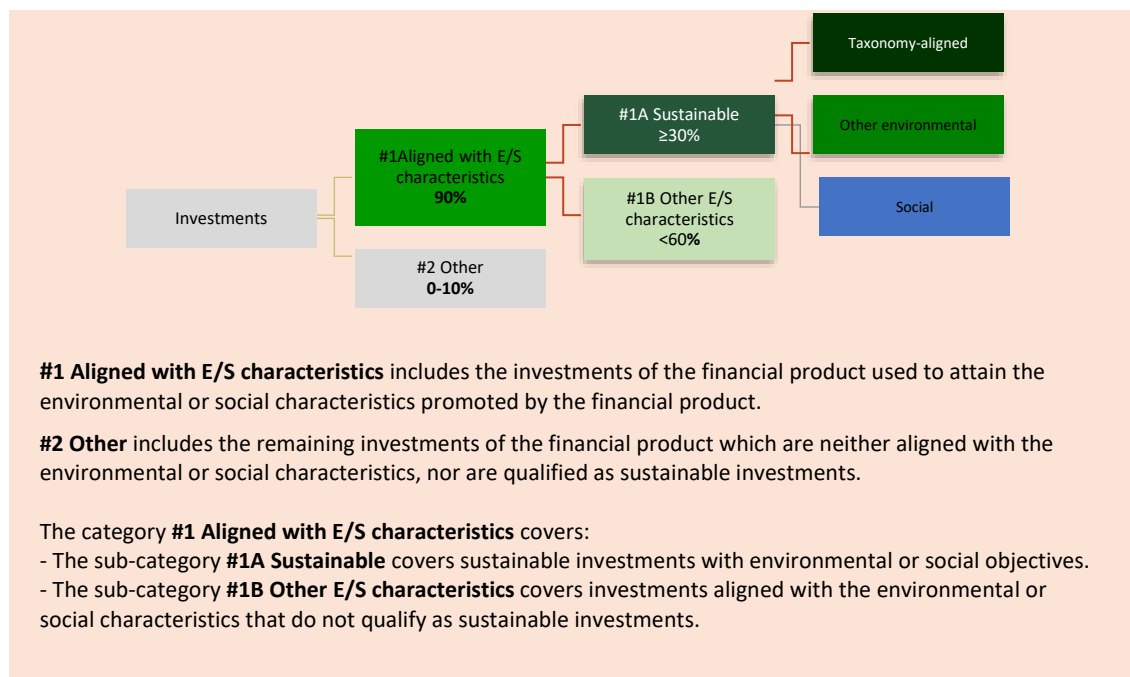 Taxonomy-aligned
#1A Sustainable
≥30%
Other environmental
#1Aligned with E/S
characteristics
90%
#1B Other E/S
characteristics
<60%
Social
Investments
#2 Other
0-10%
#1 Aligned with E/S characteristics includes the investments of the financial product used to attain the
environmental or social characteristics promoted by the financial product.
#2 Other includes the remaining investments of the financial product which are neither aligned with the
environmental or social characteristics, nor are qualified as sustainable investments.
The category #1 Aligned with E/S characteristics covers:
- The sub-category #1A Sustainable covers sustainable investments with environmental or social objectives.
- The sub-category #1B Other E/S characteristics covers investments aligned with the environmental or
social characteristics that do not qualify as sustainable investments.